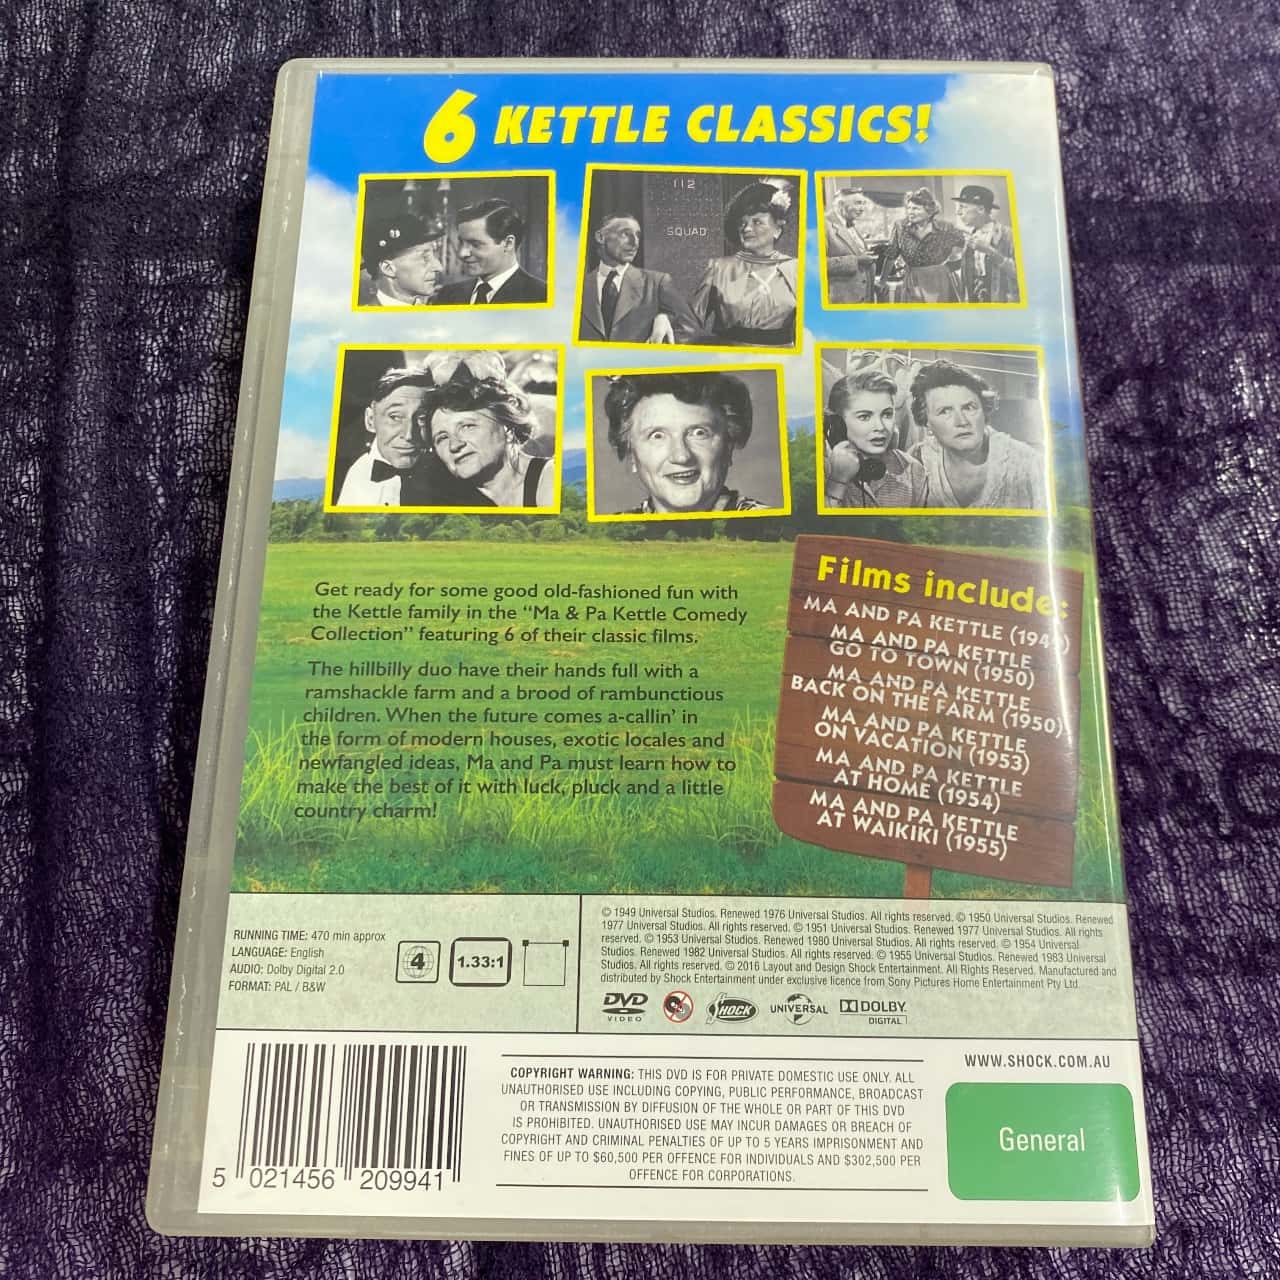 6 KETTLE CLASSICS!
112
SQUAD
Get ready for some good old-fashioned fun with
the Kettle family in the “Ma & Pa Kettle Comedy
Collection” featuring 6 of their classic films.
The hillbilly duo have their hands full with a
ramshackle farm and a brood of rambunctious
children. When the future comes a-callin’ in
the form of modern houses, exotic locales and
newfangled ideas, Ma and Pa must learn how to
make the best of it with luck, pluck and a little
country charm!
Films include:
MA AND PA KETTLE (1949)
MA AND PA KETTLE
GO TO TOWN (1950)
MA AND PA KETTLE
BACK ON THE FARM (1950)
MA AND PA KETTLE
ON VACATION (1953)
MA AND PA KETTLE
AT HOME (1954)
MA AND PA KETTLE
AT WAIKIKI (1955)
RUNNING TIME: 470 min approx
LANGUAGE: English
AUDIO: Dolby Digital 2.0
FORMAT: PAL / B&W
4
1.33:1
© 1949 Universal Studios. Renewed 1976 Universal Studios. All rights reserved. © 1950 Universal Studios. Renewed
1977 Universal Studios. All rights reserved. © 1951 Universal Studios. Renewed 1977 Universal Studios. All rights
reserved. © 1953 Universal Studios. Renewed 1980 Universal Studios. All rights reserved. © 1954 Universal
Studios. Renewed 1982 Universal Studios. All rights reserved. © 1955 Universal Studios. Renewed 1983 Universal
Studios. All rights reserved. © 2016 Layout and Design Shock Entertainment. All Rights Reserved. Manufactured and
distributed by Shock Entertainment under exclusive licence from Sony Pictures Home Entertainment Pty Ltd.
DVD
VIDEO
SHOCK
UNIVERSAL
DOLBY
DIGITAL
5 021456 209941
COPYRIGHT WARNING: THIS DVD IS FOR PRIVATE DOMESTIC USE ONLY. ALL
UNAUTHORISED USE INCLUDING COPYING, PUBLIC PERFORMANCE, BROADCAST
OR TRANSMISSION BY DIFFUSION OF THE WHOLE OR PART OF THIS DVD
IS PROHIBITED. UNAUTHORISED USE MAY INCUR DAMAGES OR BREACH OF
COPYRIGHT AND CRIMINAL PENALTIES OF UP TO 5 YEARS IMPRISONMENT AND
FINES OF UP TO $60,500 PER OFFENCE FOR INDIVIDUALS AND $302,500 PER
OFFENCE FOR CORPORATIONS.
WWW.SHOCK.COM.AU
General